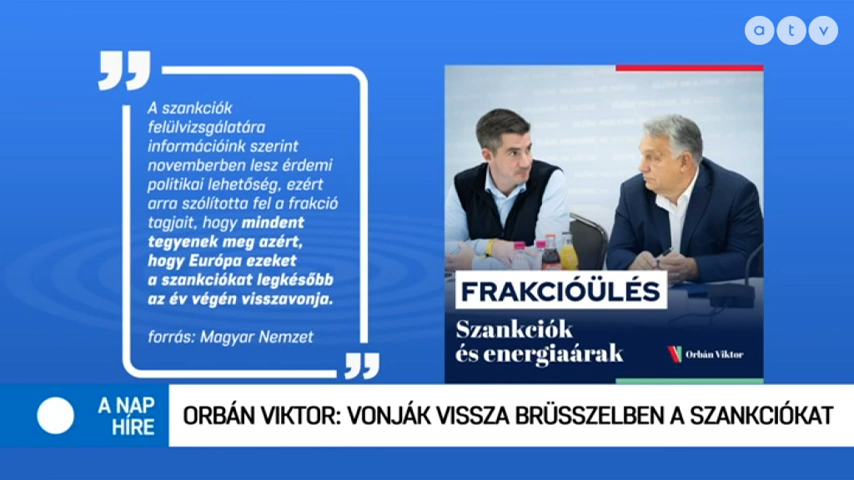 atv
A szankciók
felülvizsgálatára
információink szerint
novemberben lesz érdemi
politikai lehetőség, ezért
arra szólította fel a frakció
tagjait, hogy mindent
tegyenek meg azért,
hogy Európa ezeket
a szankciókat legkésőbb
az év végén visszavonja.
forrás: Magyar Nemzet
FRAKCIÓÜLÉS
Szankciók
és energiaárak
Orbán Viktor
A NAP
HÍRE
ORBÁN VIKTOR: VONJÁK VISSZA BRÜSSZELBEN A SZANKCIÓKAT